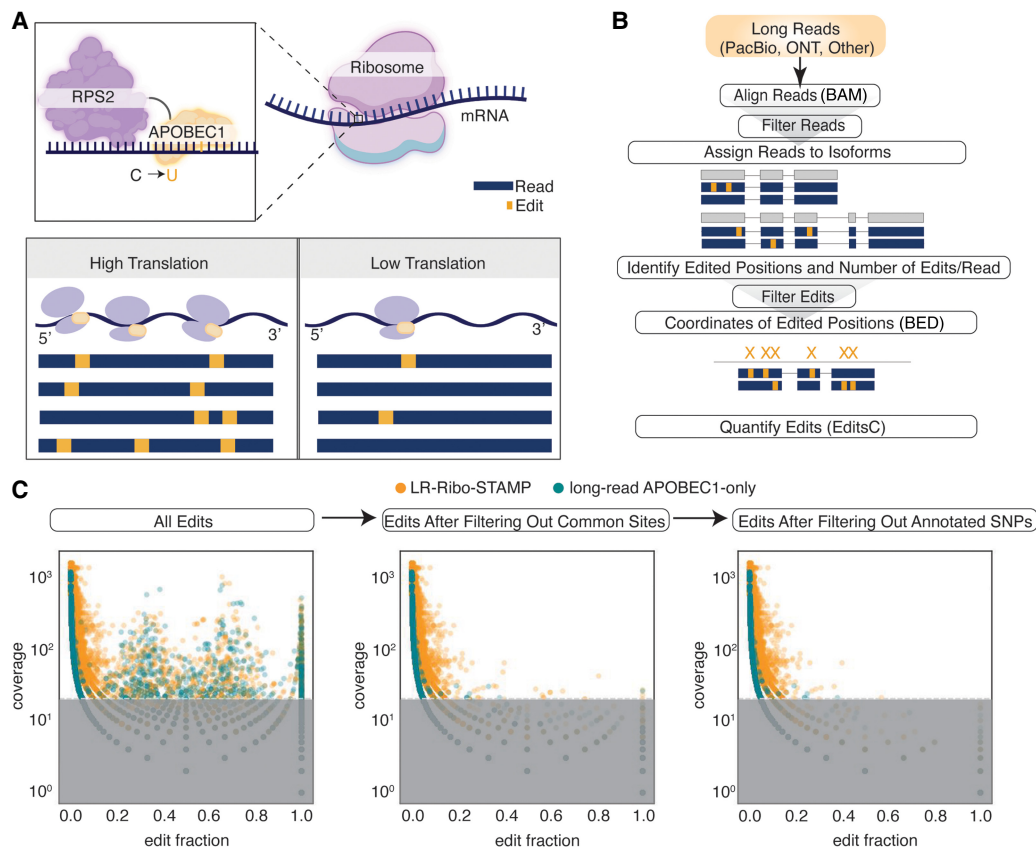 A
RPS2
APOBEC1
C → U
Ribosome
mRNA
Read
Edit
High Translation
Low Translation
5’
3’
5’
3’
B
Long Reads
(PacBio, ONT, Other)
Align Reads (BAM)
Filter Reads
Assign Reads to Isoforms
Identify Edited Positions and Number of Edits/Read
Filter Edits
Coordinates of Edited Positions (BED)
X XX X XX
Quantify Edits (EditsC)
C
LR-Ribo-STAMP
long-read APOBEC1-only
All Edits
Edits After Filtering Out Common Sites
Edits After Filtering Out Annotated SNPs
coverage
10³
10²
10¹
10⁰
0.0 0.2 0.4 0.6 0.8 1.0
edit fraction
coverage
10³
10²
10¹
10⁰
0.0 0.2 0.4 0.6 0.8 1.0
edit fraction
coverage
10³
10²
10¹
10⁰
0.0 0.2 0.4 0.6 0.8 1.0
edit fraction